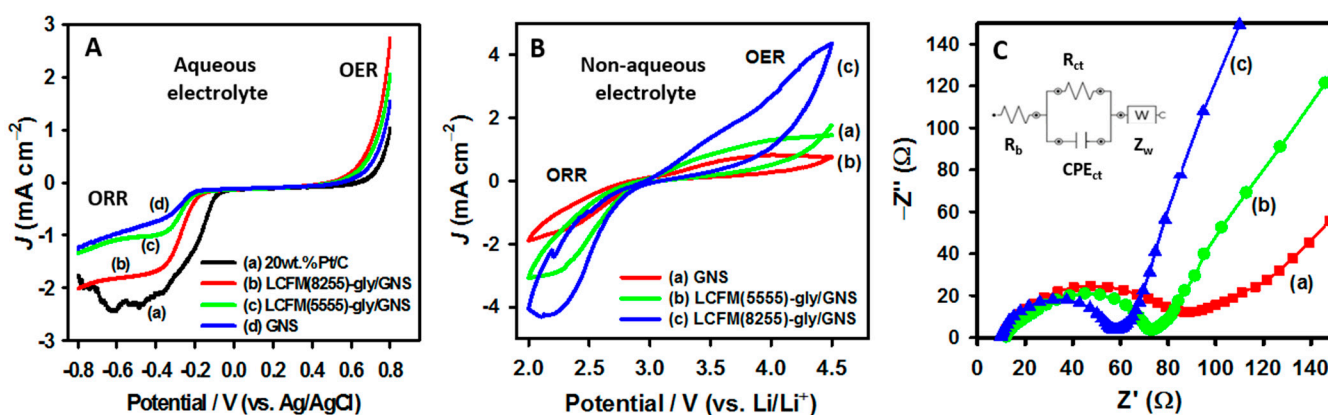 A
Aqueous
electrolyte
OER
ORR
(d)
(c)
(b)
(a)
(a) 20wt.%Pt/C
(b) LCFM(8255)-gly/GNS
(c) LCFM(5555)-gly/GNS
(d) GNS
J (mA cm⁻²)
3
2
1
0
-1
-2
-3
-0.8 -0.6 -0.4 -0.2 0.0 0.2 0.4 0.6 0.8
Potential / V (vs. Ag/AgCl)
B
Non-aqueous
electrolyte
OER
(c)
(a)
(b)
ORR
(a) GNS
(b) LCFM(5555)-gly/GNS
(c) LCFM(8255)-gly/GNS
J (mA cm⁻²)
4
2
0
-2
-4
2.0 2.5 3.0 3.5 4.0 4.5
Potential / V (vs. Li/Li⁺)
C
Rct
Rb
CPEct
W
Zw
(c)
(b)
(a)
−Z'' (Ω)
140
120
100
80
60
40
20
0
0 20 40 60 80 100 120 140
Z' (Ω)